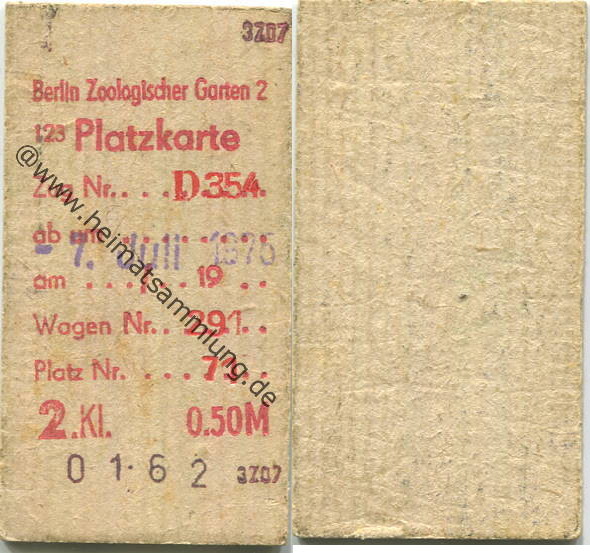 3Z07
Berlin Zoologischer Garten 2
123 Platzkarte
Zug Nr. . . . D.354.
ab um . . . . . . .
- 7. Juli 1975
am . . . . . 19 . .
Wagen Nr. . 291 . .
Platz Nr. . . . 71 . .
2.Kl. 0.50M
0162 3Z07
@www.heimatsammlung.de